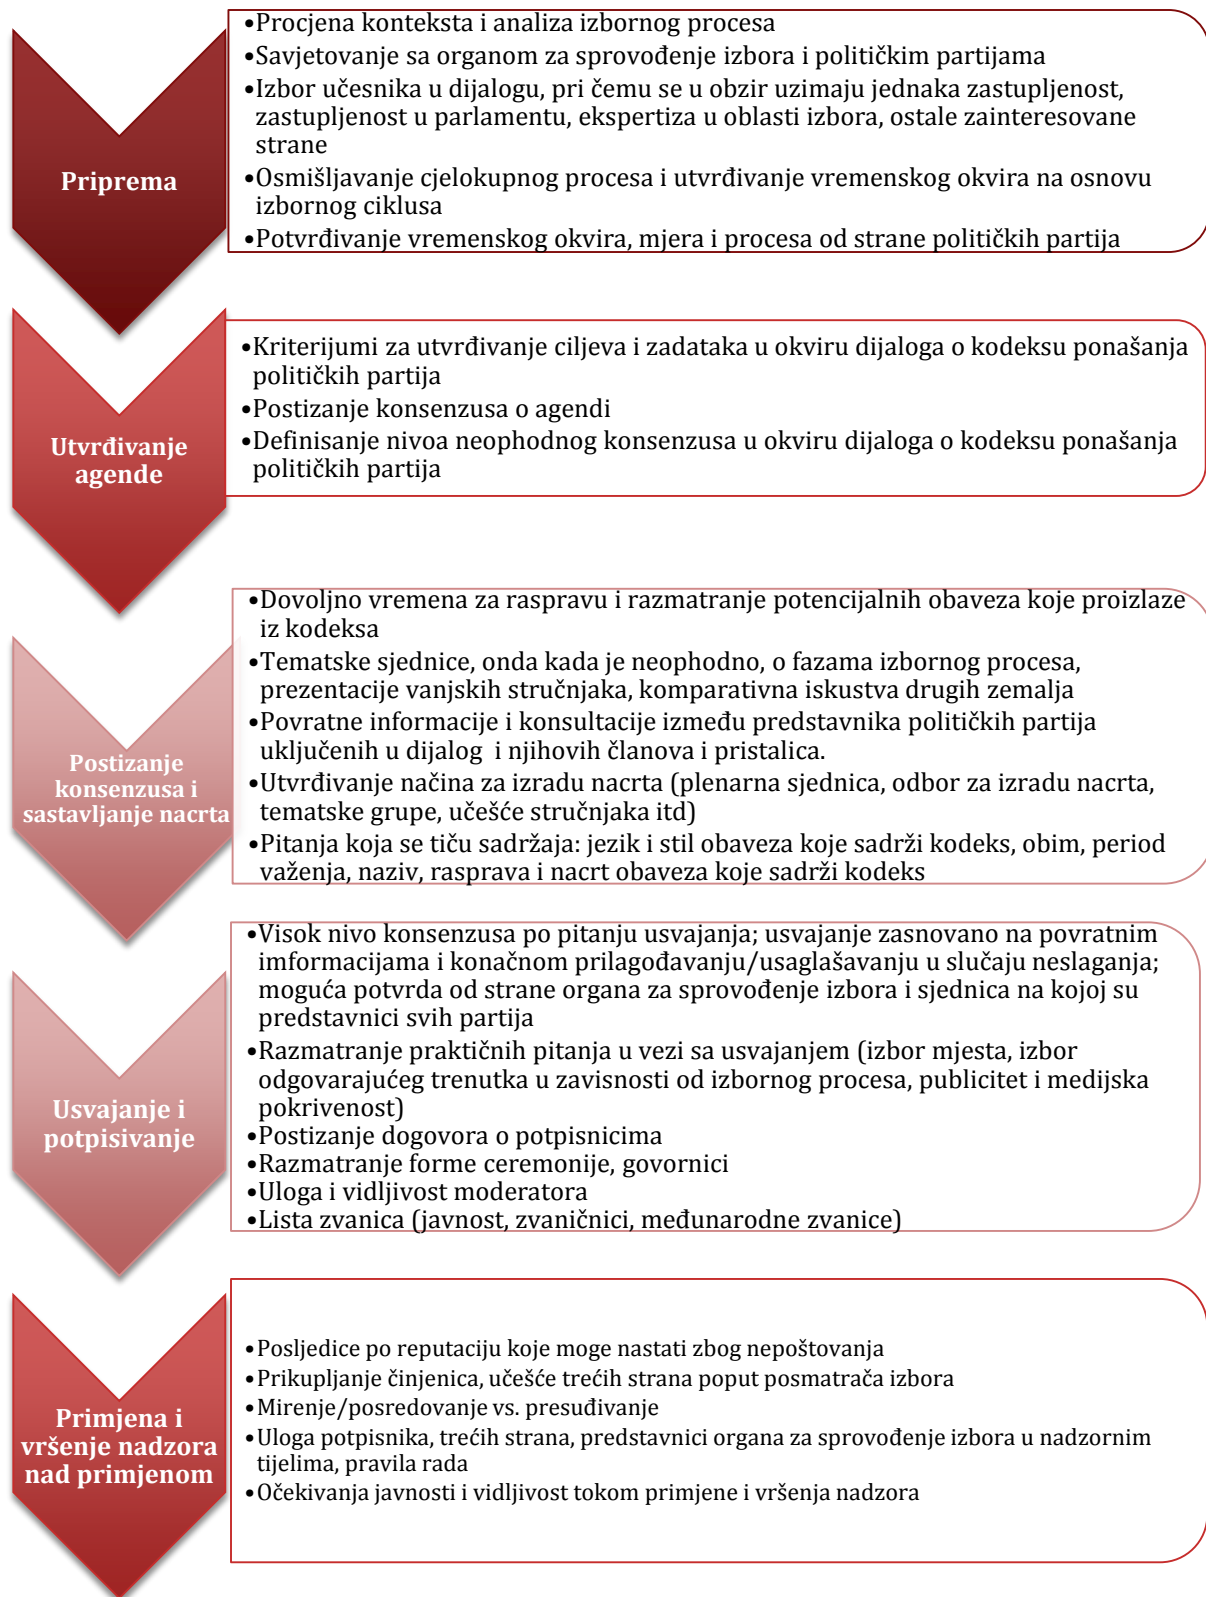 •Procjena konteksta i analiza izbornog procesa
•Savjetovanje sa organom za sprovođenje izbora i političkim partijama
•Izbor učesnika u dijalogu, pri čemu se u obzir uzimaju jednaka zastupljenost,
zastupljenost u parlamentu, ekspertiza u oblasti izbora, ostale zainteresovane
strane
•Osmišljavanje cjelokupnog procesa i utvrđivanje vremenskog okvira na osnovu
izbornog ciklusa
•Potvrđivanje vremenskog okvira, mjera i procesa od strane političkih partija
Priprema
•Kriterijumi za utvrđivanje ciljeva i zadataka u okviru dijaloga o kodeksu ponašanja
političkih partija
•Postizanje konsenzusa o agendi
•Definisanje nivoa neophodnog konsenzusa u okviru dijaloga o kodeksu ponašanja
političkih partija
Utvrđivanje
agende
•Dovoljno vremena za raspravu i razmatranje potencijalnih obaveza koje proizlaze
iz kodeksa
•Tematske sjednice, onda kada je neophodno, o fazama izbornog procesa,
prezentacije vanjskih stručnjaka, komparativna iskustva drugih zemalja
•Povratne informacije i konsultacije između predstavnika političkih partija
uključenih u dijalog  i njihovih članova i pristalica.
•Utvrđivanje načina za izradu nacrta (plenarna sjednica, odbor za izradu nacrta,
tematske grupe, učešće stručnjaka itd)
•Pitanja koja se tiču sadržaja: jezik i stil obaveza koje sadrži kodeks, obim, period
važenja, naziv, rasprava i nacrt obaveza koje sadrži kodeks
Postizanje
konsenzusa i
sastavljanje nacrta
•Visok nivo konsenzusa po pitanju usvajanja; usvajanje zasnovano na povratnim
imformacijama i konačnom prilagođavanju/usaglašavanju u slučaju neslaganja;
moguća potvrda od strane organa za sprovođenje izbora i sjednica na kojoj su
predstavnici svih partija
•Razmatranje praktičnih pitanja u vezi sa usvajanjem (izbor mjesta, izbor
odgovarajućeg trenutka u zavisnosti od izbornog procesa, publicitet i medijska
pokrivenost)
•Postizanje dogovora o potpisnicima
•Razmatranje forme ceremonije, govornici
•Uloga i vidljivost moderatora
•Lista zvanica (javnost, zvaničnici, međunarodne zvanice)
Usvajanje i
potpisivanje
•Posljedice po reputaciju koje moge nastati zbog nepoštovanja
•Prikupljanje činjenica, učešće trećih strana poput posmatrača izbora
•Mirenje/posredovanje vs. presuđivanje
•Uloga potpisnika, trećih strana, predstavnici organa za sprovođenje izbora u nadzornim
tijelima, pravila rada
•Očekivanja javnosti i vidljivost tokom primjene i vršenja nadzora
Primjena i
vršenje nadzora
nad primjenom